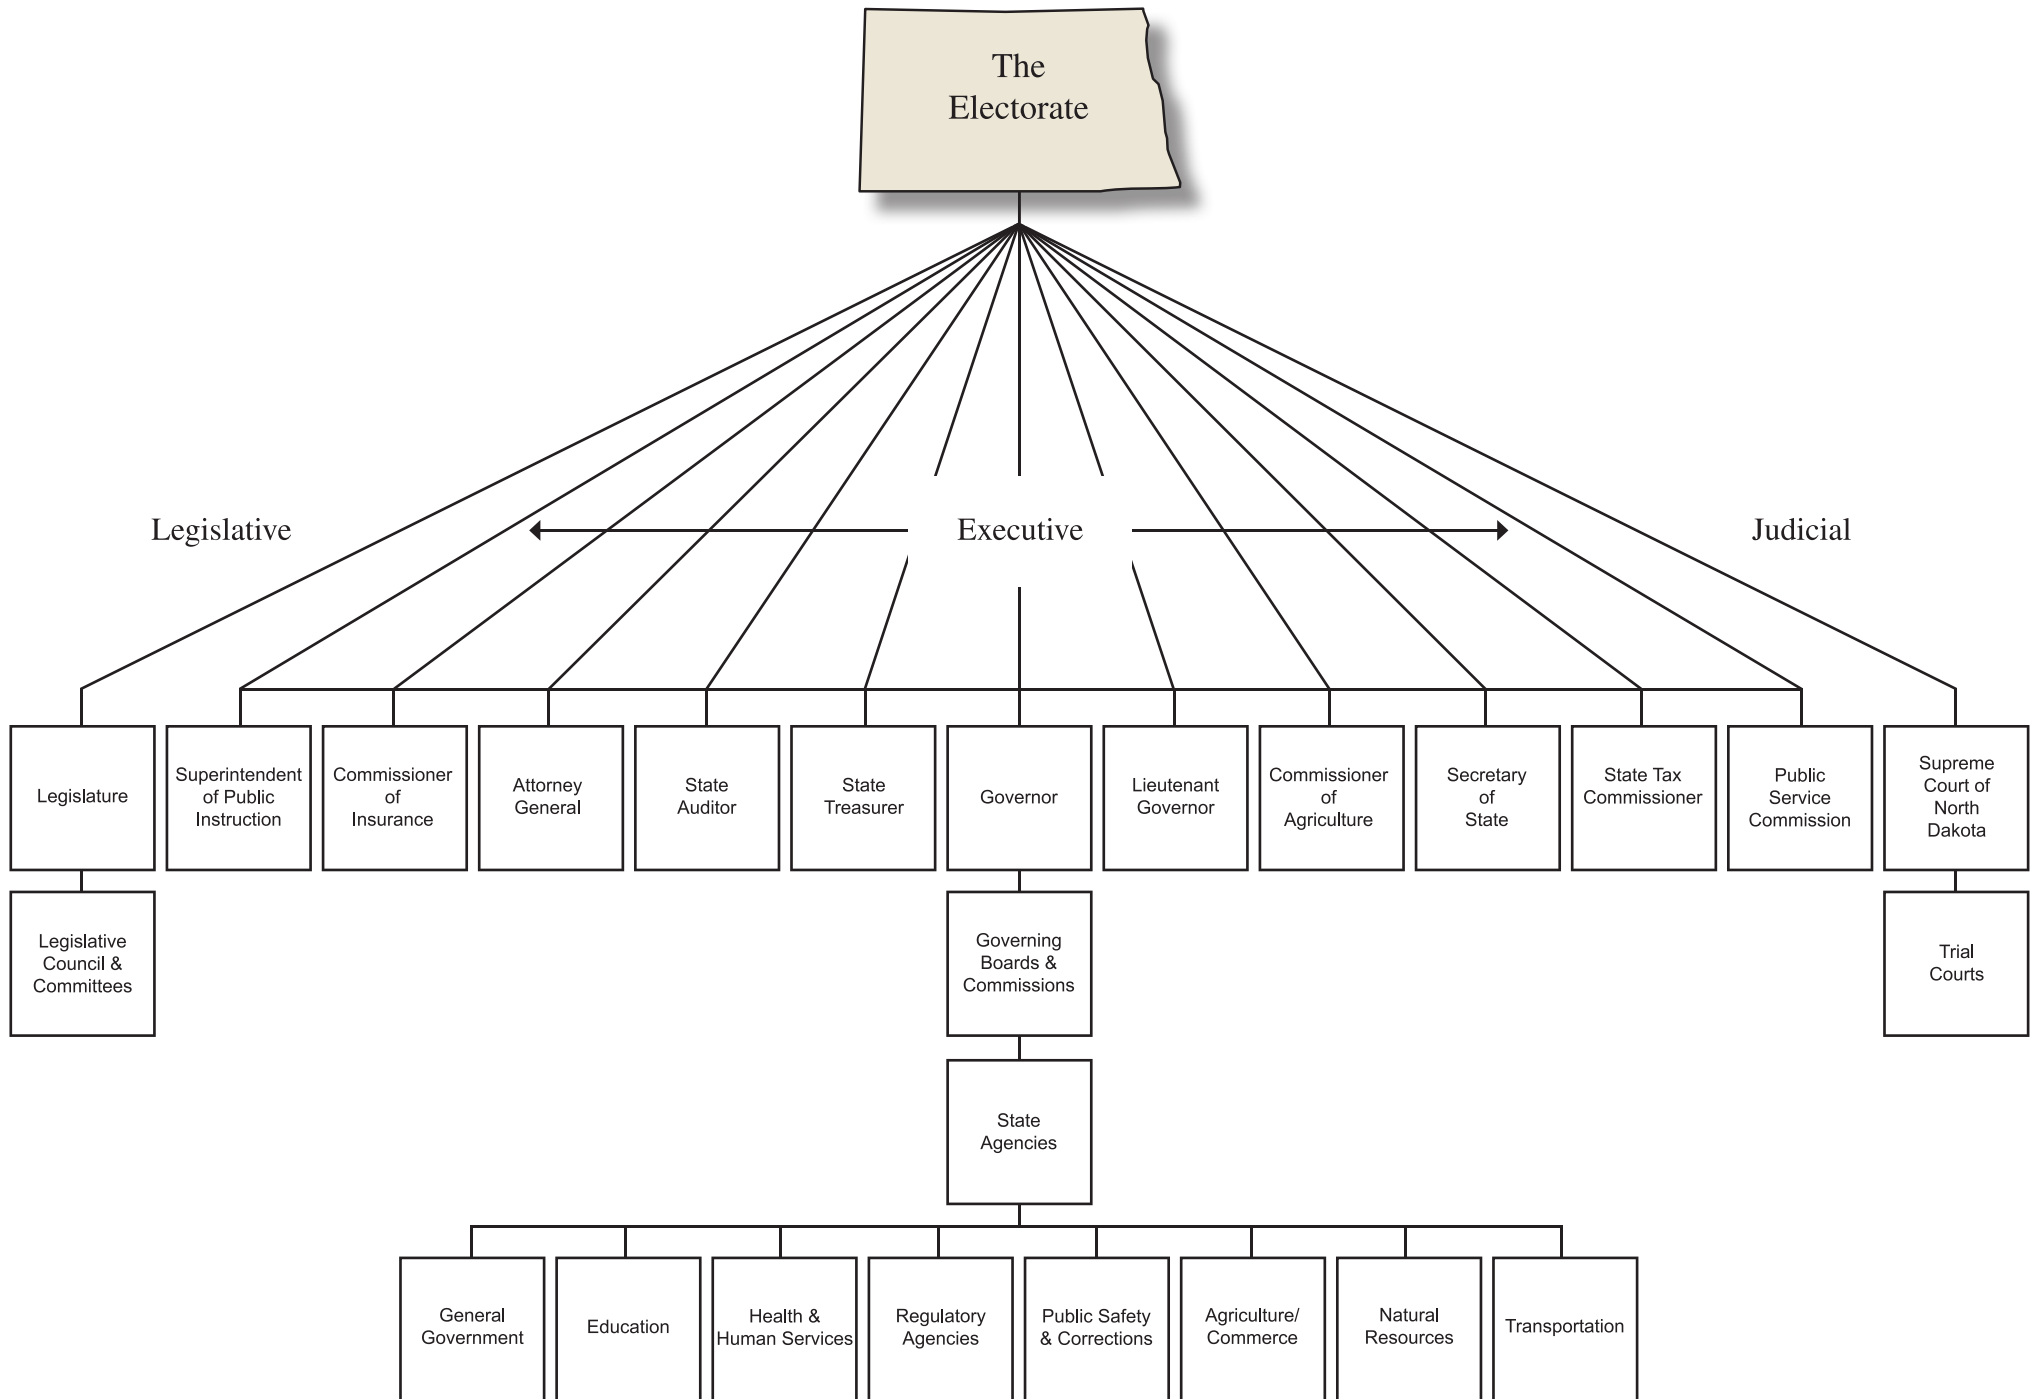 The
Electorate
Legislative
Executive
Judicial
Legislature
Superintendent
of Public
Instruction
Commissioner
of
Insurance
Attorney
General
State
Auditor
State
Treasurer
Governor
Lieutenant
Governor
Commissioner
of
Agriculture
Secretary
of
State
State Tax
Commissioner
Public
Service
Commission
Supreme
Court of
North
Dakota
Legislative
Council &
Committees
Governing
Boards &
Commissions
Trial
Courts
State
Agencies
General
Government
Education
Health &
Human Services
Regulatory
Agencies
Public Safety
& Corrections
Agriculture/
Commerce
Natural
Resources
Transportation